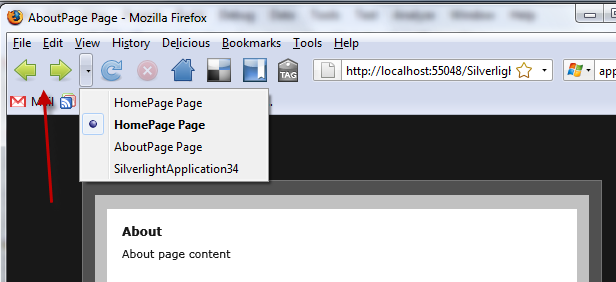 AboutPage Page - Mozilla Firefox
File Edit View History Delicious Bookmarks Tools Help
TAG http://localhost:55048/Silverligh app
Mail
HomePage Page
HomePage Page
AboutPage Page
SilverlightApplication34
About
About page content